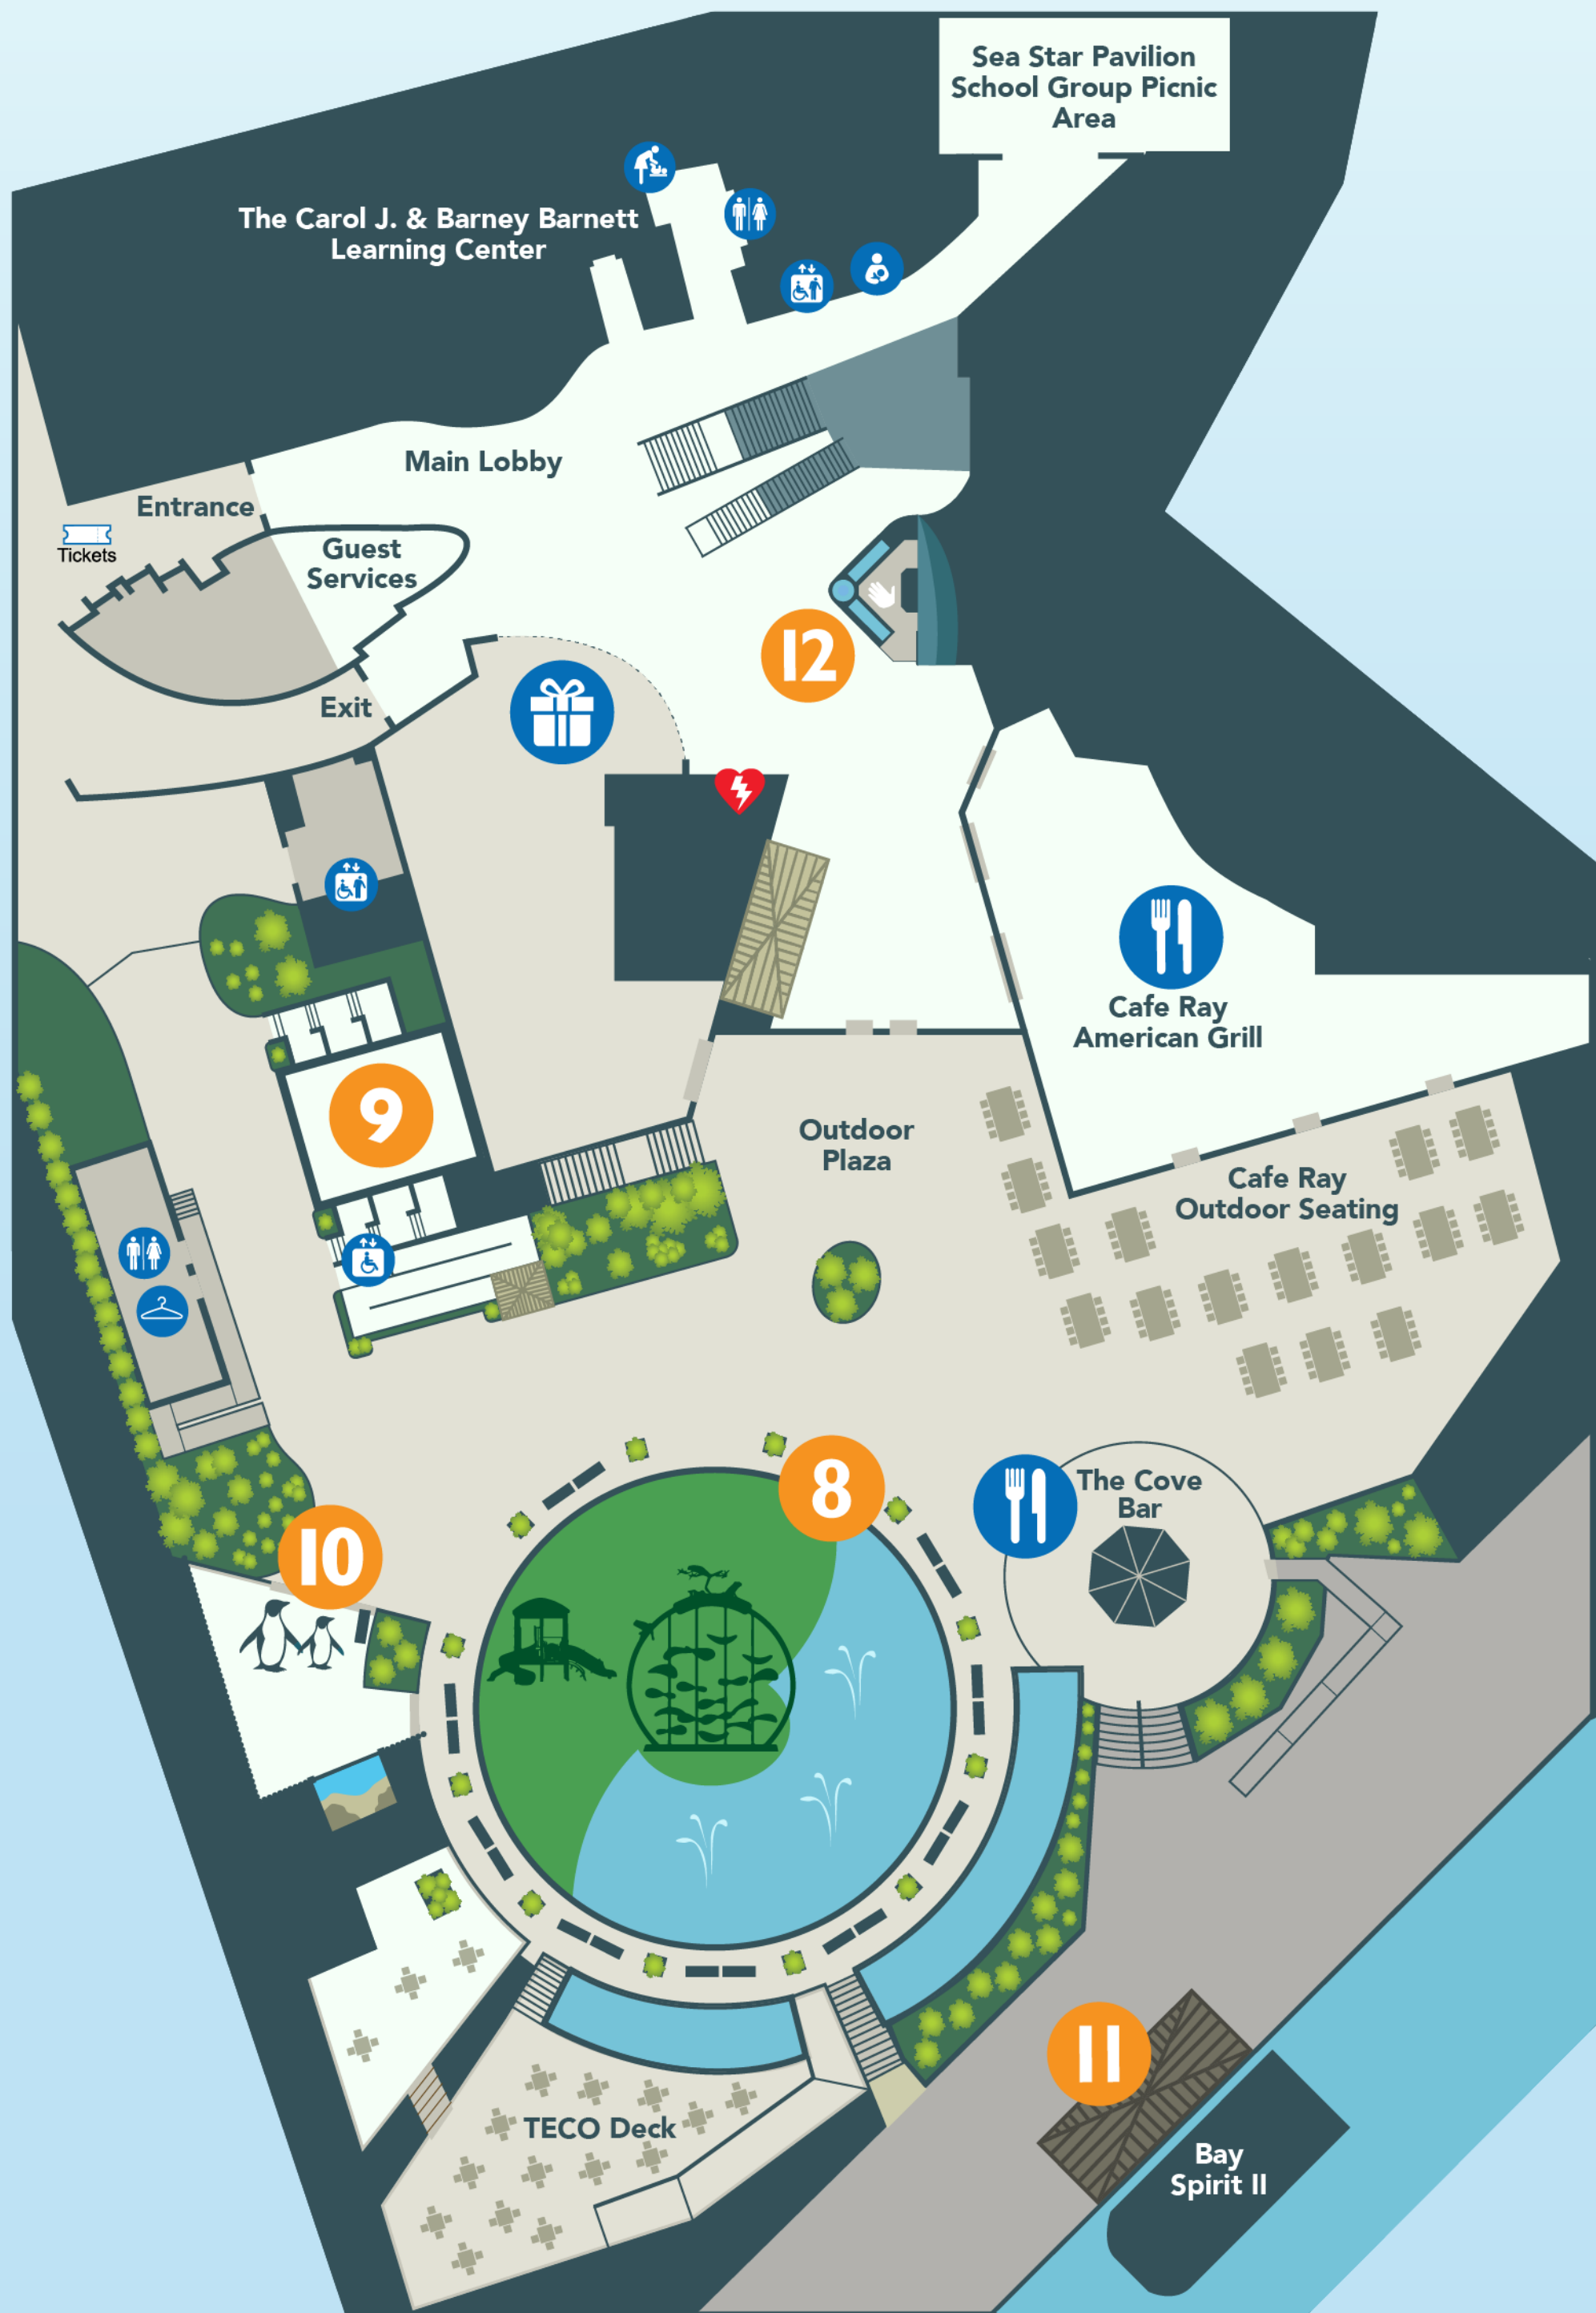 Sea Star Pavilion
School Group Picnic
Area
The Carol J. & Barney Barnett
Learning Center
Main Lobby
Entrance
Tickets
Guest
Services
12
Exit
Cafe Ray
American Grill
9
Outdoor
Plaza
Cafe Ray
Outdoor Seating
8
The Cove
Bar
10
11
TECO Deck
Bay
Spirit II